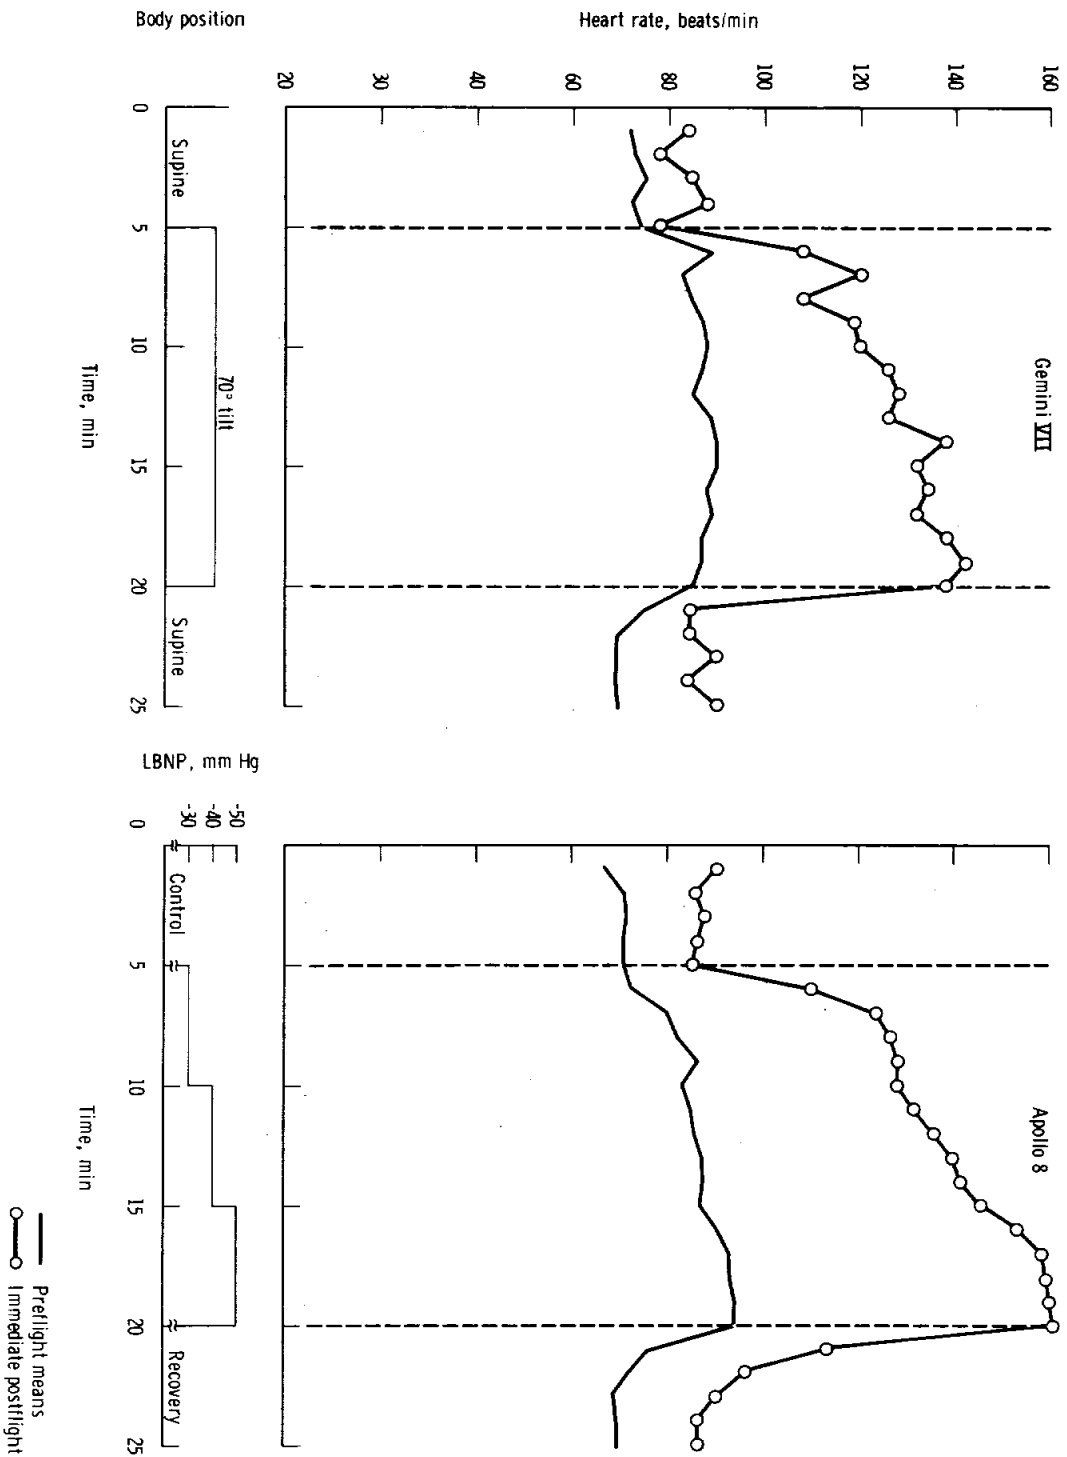 Heart rate, beats/min
160
140
120
100
80
60
40
20
Gemini VII
Apollo 8
Body position
Supine
70° tilt
Supine
0
5
10
15
20
25
Time, min
LBNP, mm Hg
-50
-40
-30
Control
Recovery
0
5
10
15
20
25
Time, min
Preflight means
Immediate postflight